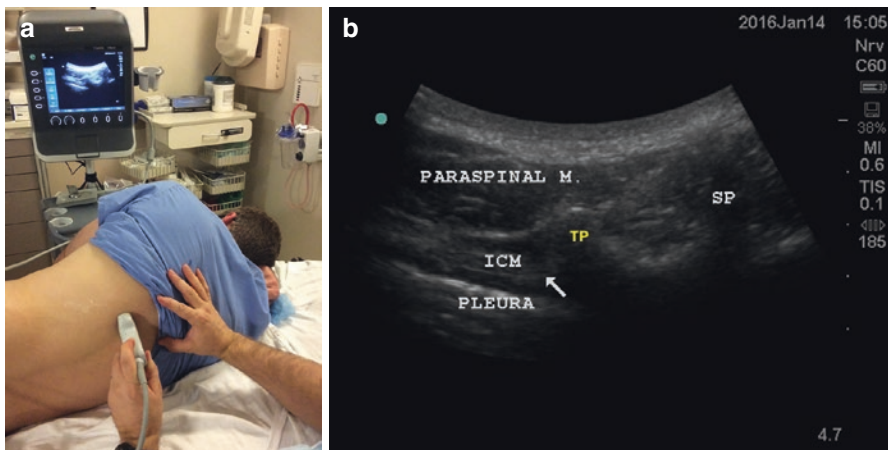 a
b
2016Jan14 15:05
Nrv
C60
38%
MI
0.6
TIS
0.1
185
PARASPINAL M.
SP
TP
ICM
PLEURA
4.7